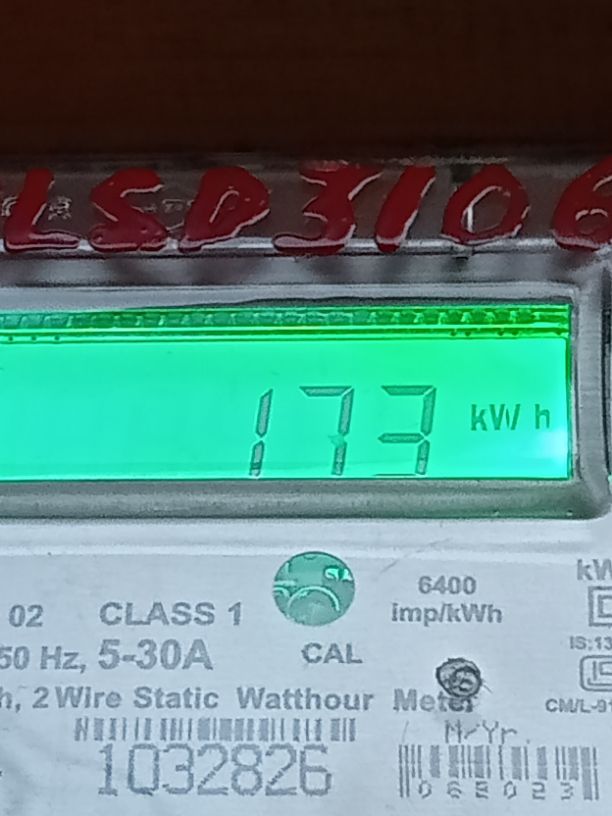 LSD3106
173 kWh
02 CLASS 1
6400
imp/kWh
50 Hz, 5-30A
CAL
2 Wire Static Watthour Meter
M/Yr.
1032826